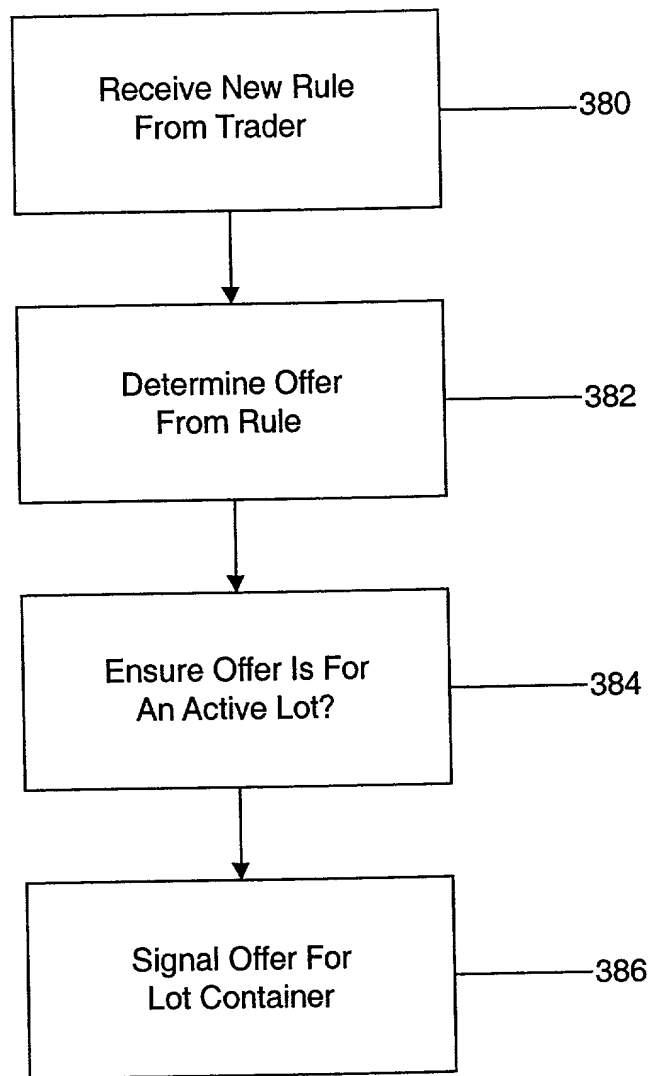 Receive New Rule
From Trader
380
Determine Offer
From Rule
382
Ensure Offer Is For
An Active Lot?
384
Signal Offer For
Lot Container
386